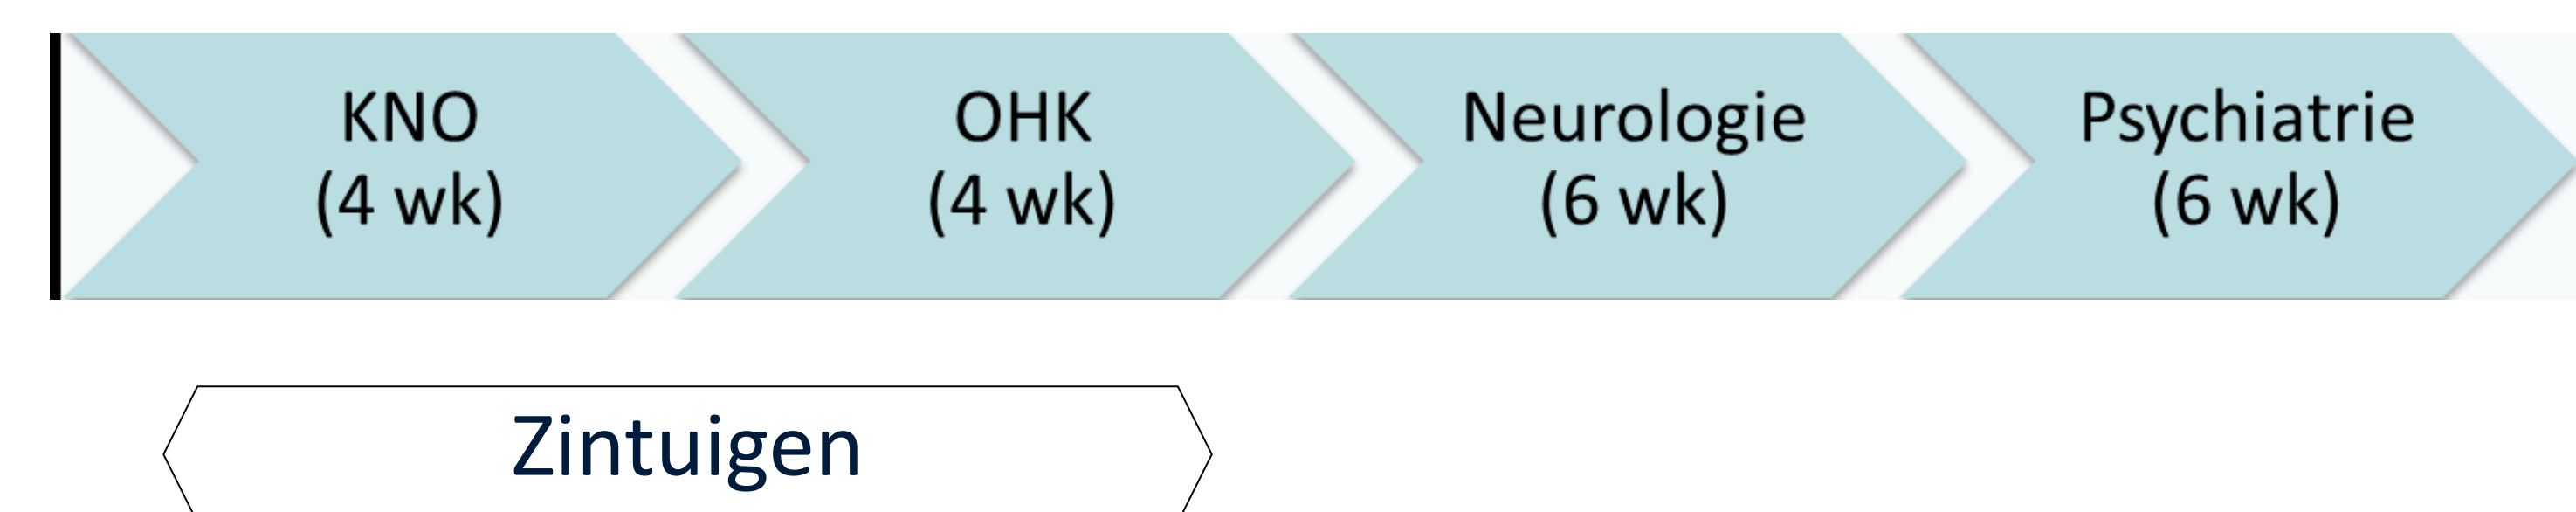 KNO
(4 wk)
OHK
(4 wk)
Neurologie
(6 wk)
Psychiatrie
(6 wk)
Zintuigen